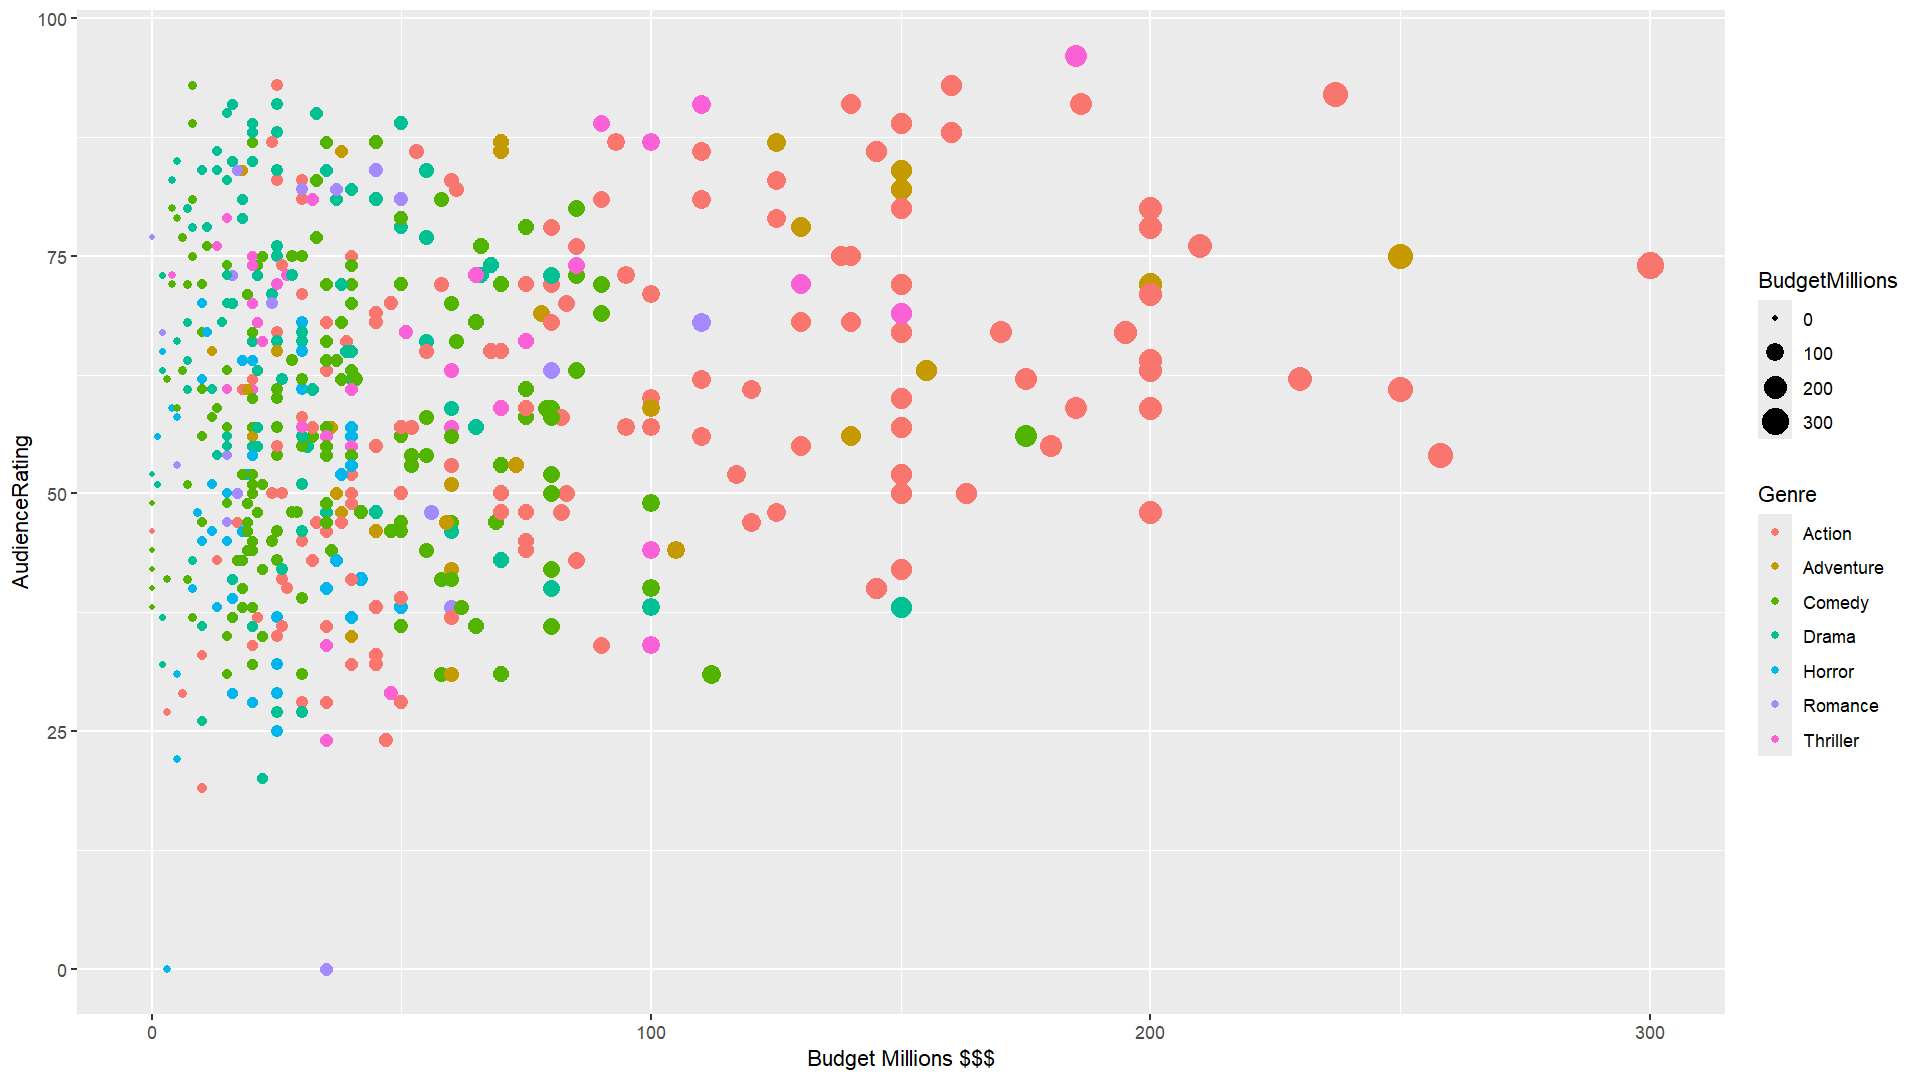 100
75
50
25
0
AudienceRating
0
100
200
300
Budget Millions $$$
BudgetMillions
0
100
200
300
Genre
Action
Adventure
Comedy
Drama
Horror
Romance
Thriller